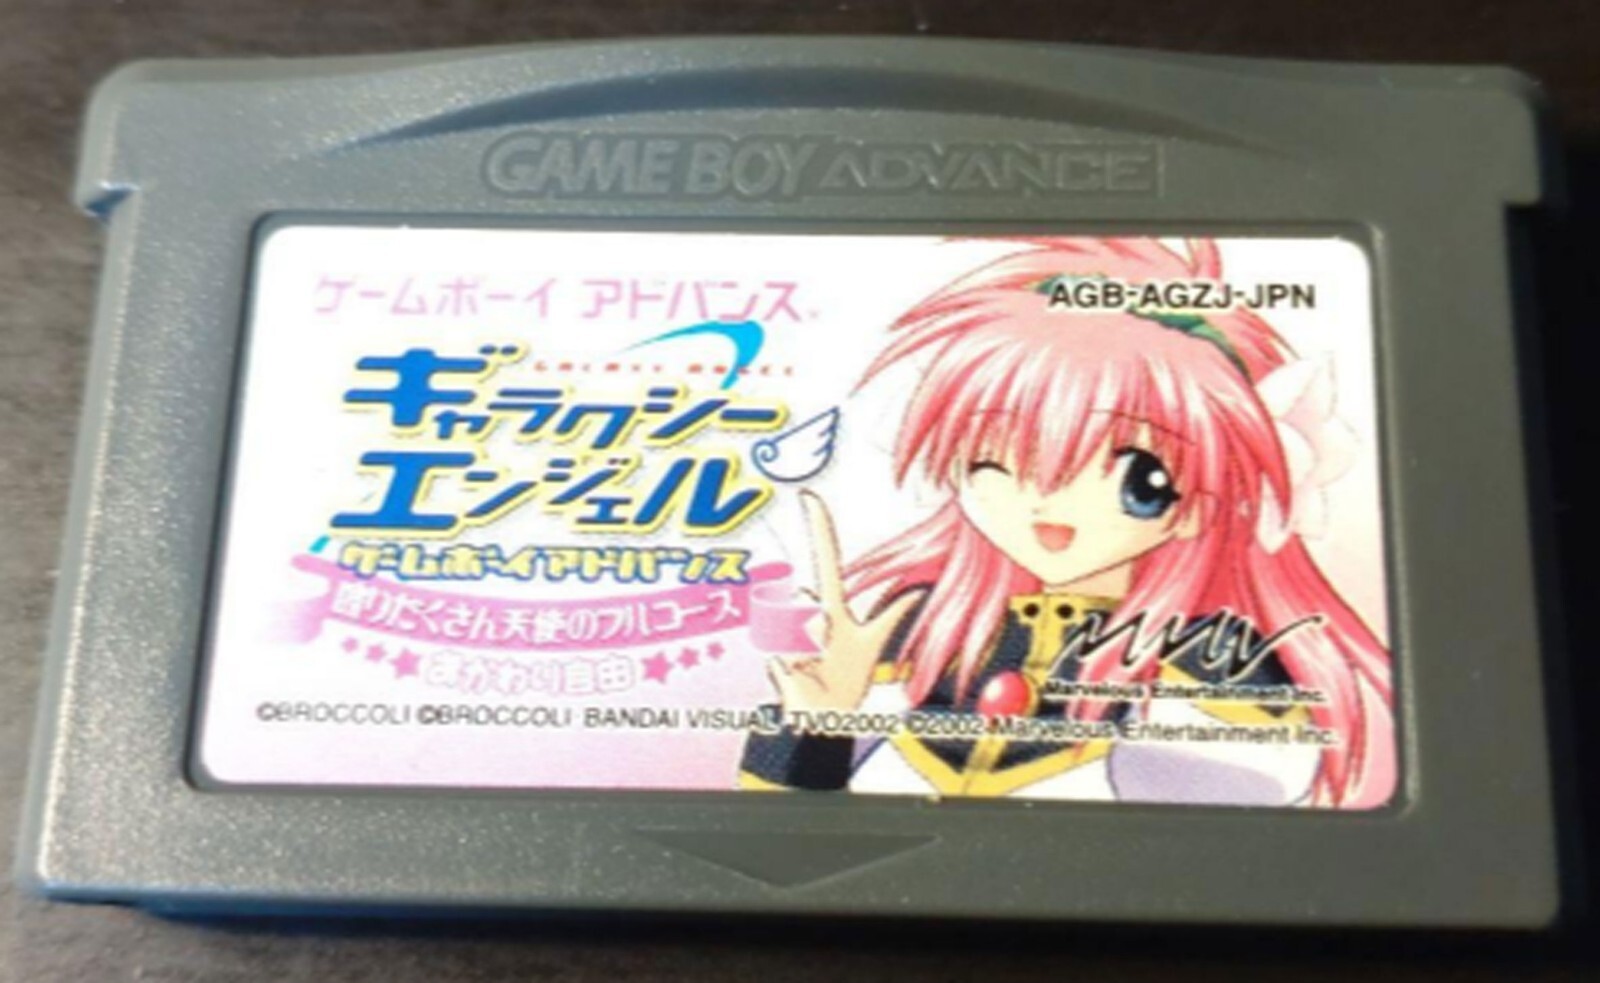 GAME BOY ADVANCE
ケームボーイ アドバンス
AGB-AGZJ-JPN
GALAXY ANGEL
ギャラクシー
エンジェル
ゲームボーイアドバンス
盛りだくさん天使のフルコース
おかわり自由
Marvelous Entertainment Inc.
©BROCCOLI ©BROCCOLI BANDAI VISUAL TVO2002 ©2002 Marvelous Entertainment Inc.